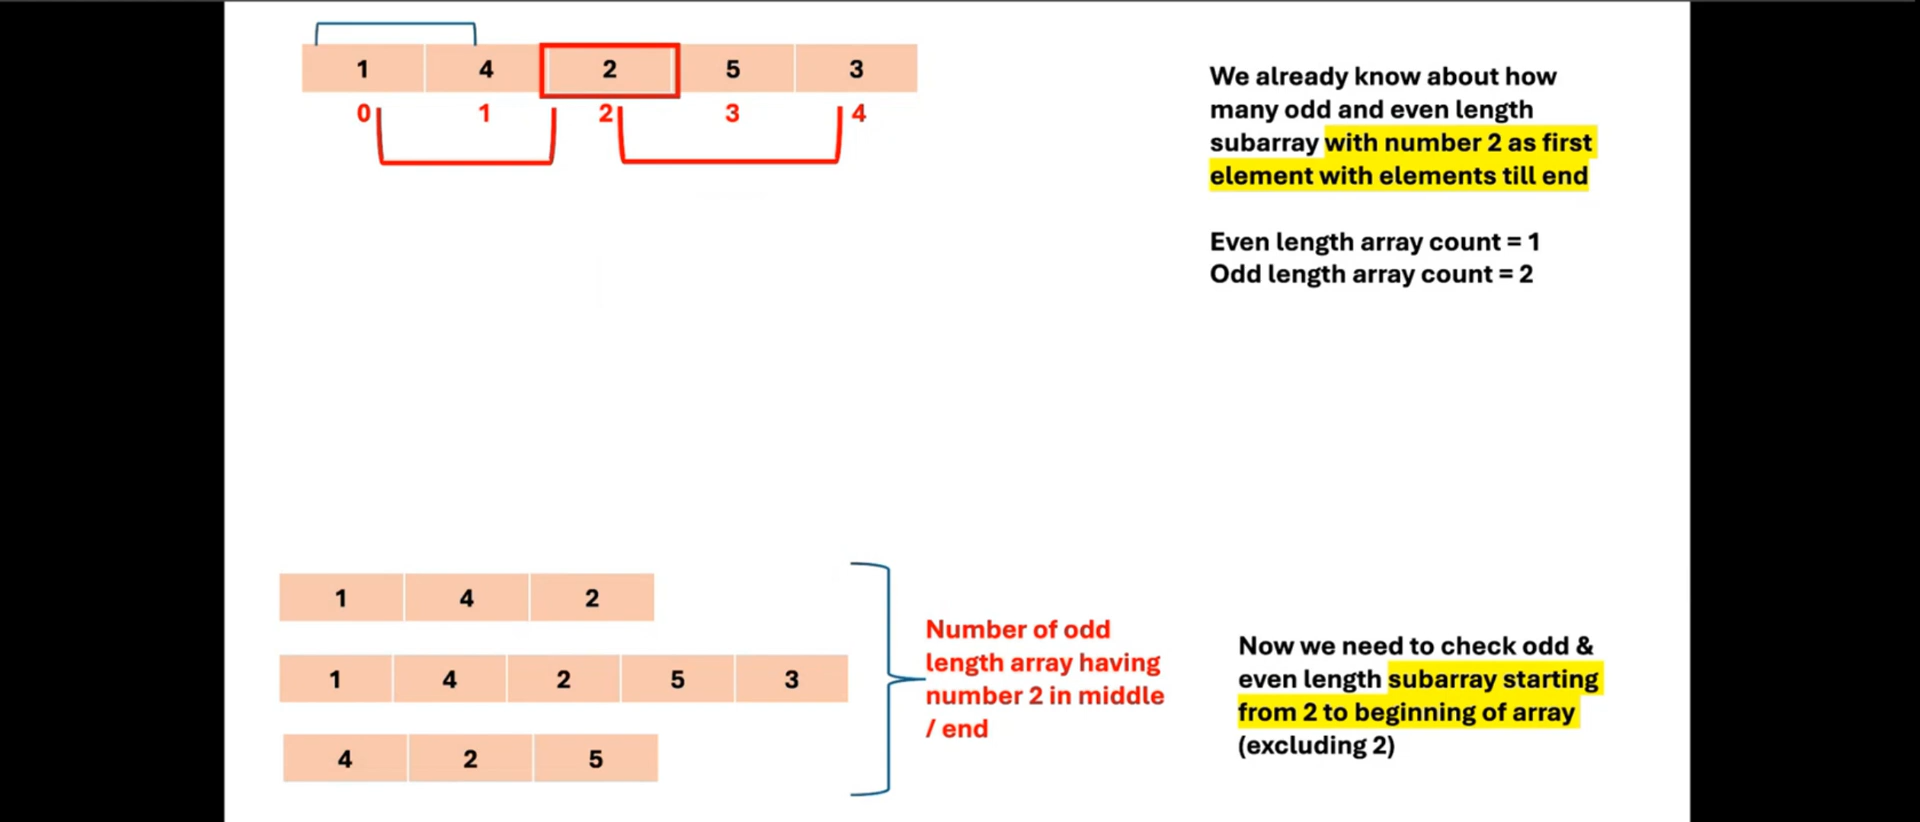 1 4 2 5 3
0 1 2 3 4
We already know about how
many odd and even length
subarray with number 2 as first
element with elements till end
Even length array count = 1
Odd length array count = 2
1 4 2
1 4 2 5 3
4 2 5
Number of odd
length array having
number 2 in middle
/ end
Now we need to check odd &
even length subarray starting
from 2 to beginning of array
(excluding 2)